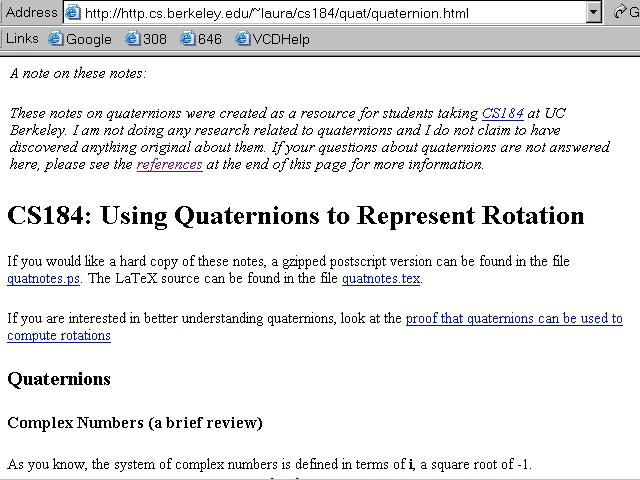 Address http://http.cs.berkeley.edu/~laura/cs184/quat/quaternion.html G
Links Google 308 646 VCDHelp
A note on these notes:
These notes on quaternions were created as a resource for students taking CS184 at UC
Berkeley. I am not doing any research related to quaternions and I do not claim to have
discovered anything original about them. If your questions about quaternions are not answered
here, please see the references at the end of this page for more information.
CS184: Using Quaternions to Represent Rotation
If you would like a hard copy of these notes, a gzipped postscript version can be found in the file
quatnotes.ps. The LaTeX source can be found in the file quatnotes.tex.
If you are interested in better understanding quaternions, look at the proof that quaternions can be used to
compute rotations
Quaternions
Complex Numbers (a brief review)
As you know, the system of complex numbers is defined in terms of i, a square root of -1.